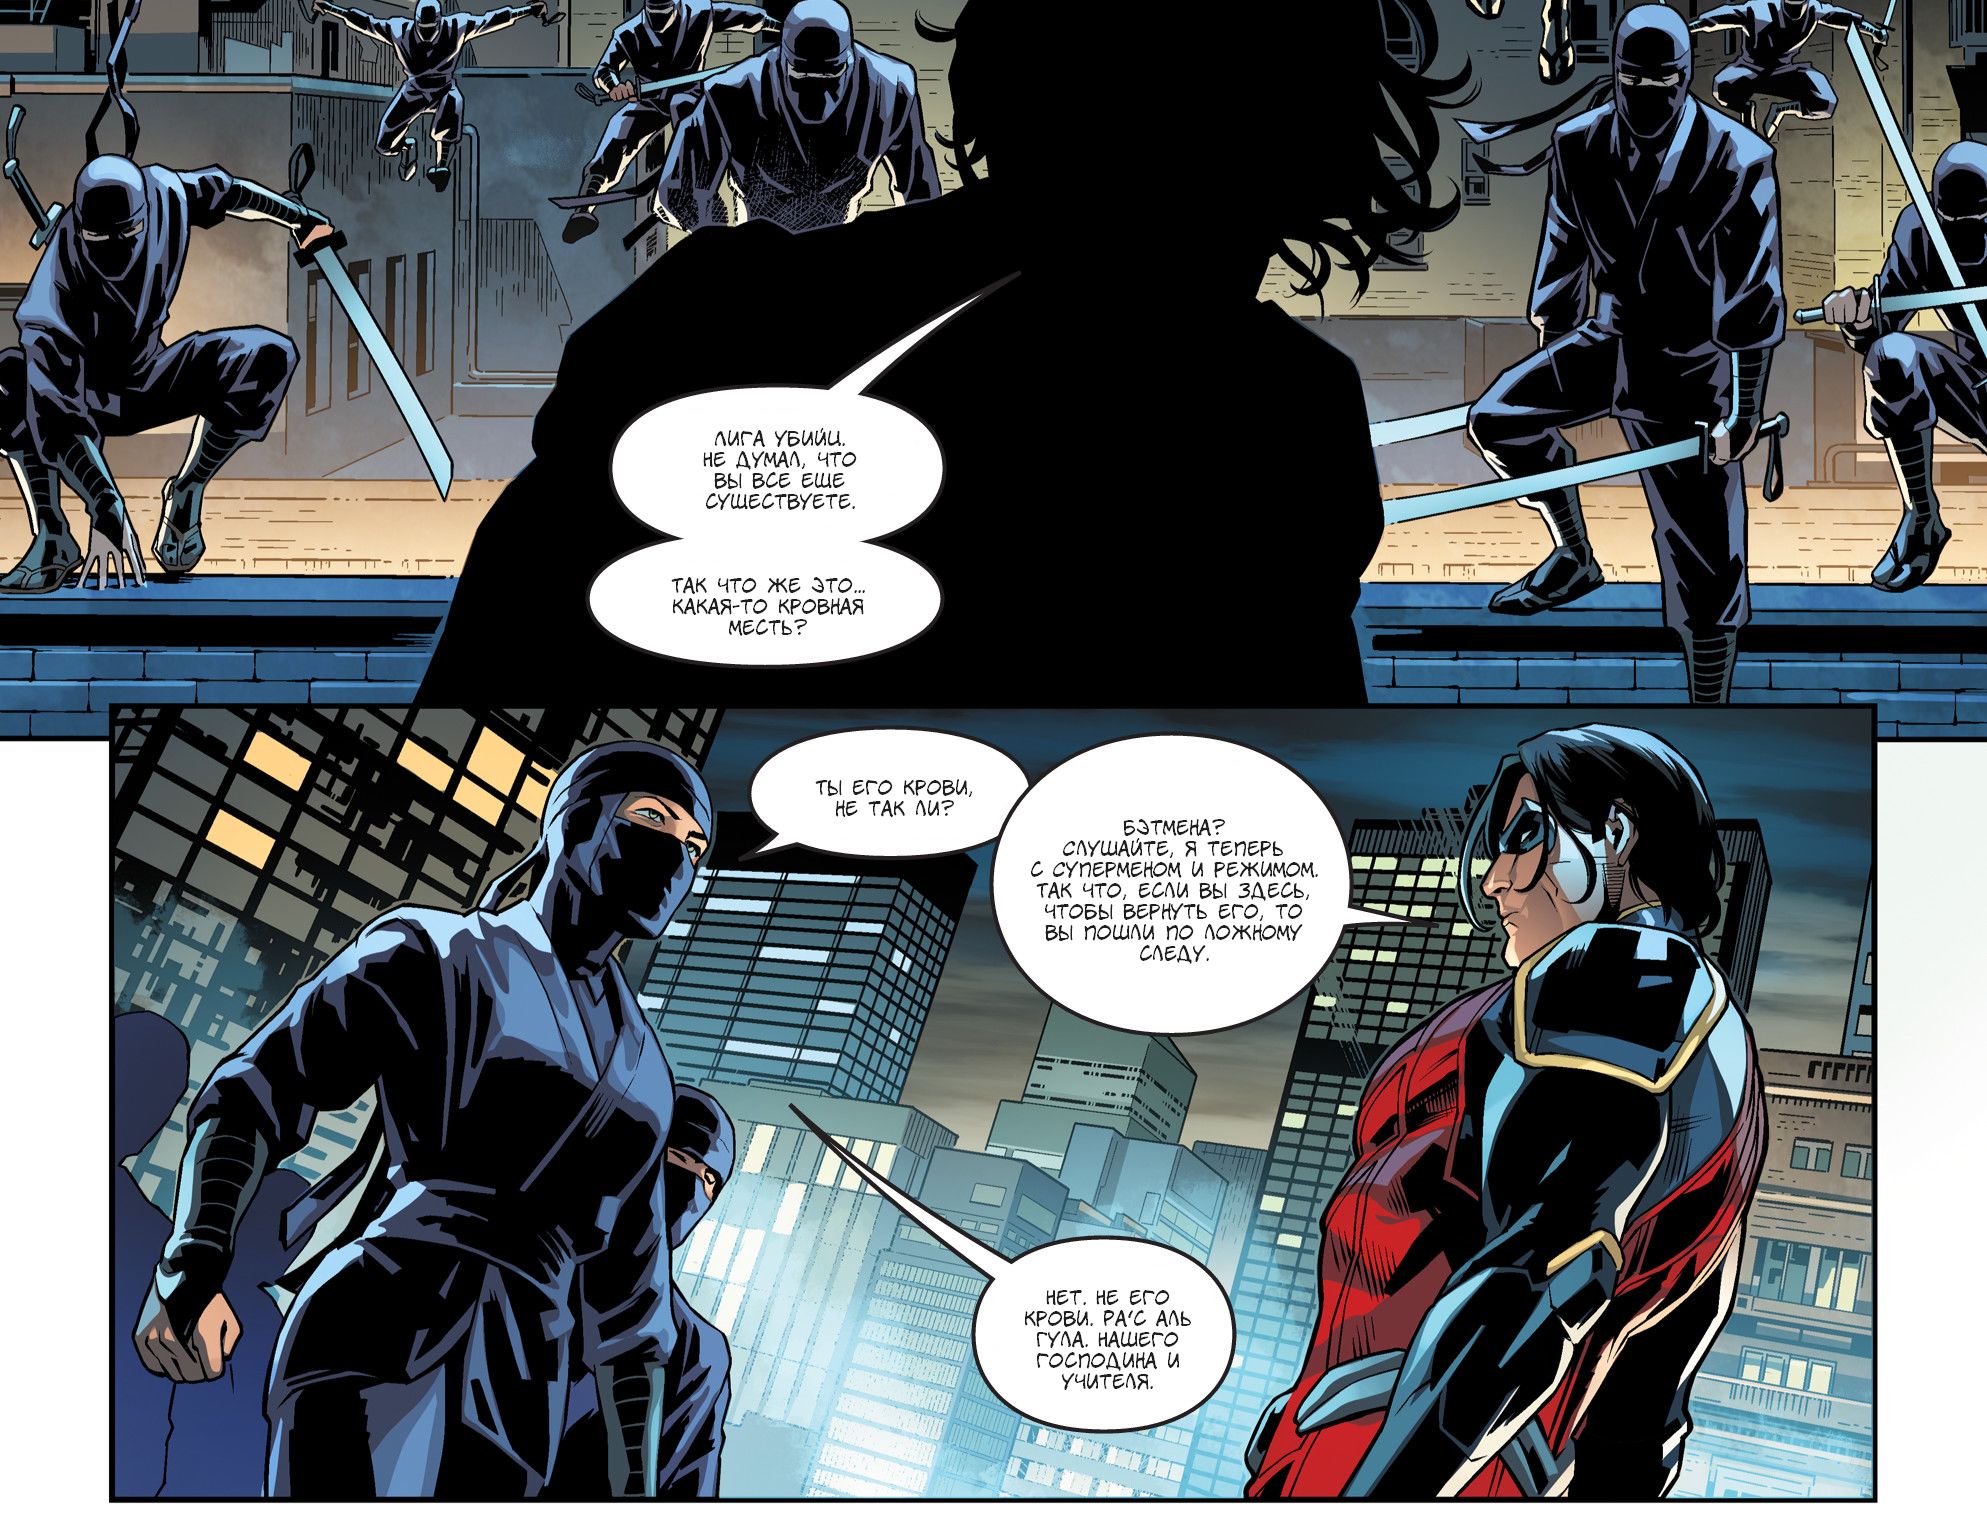 ЛИГА УБИЙЦ.
НЕ ДУМАЛ, ЧТО
ВЫ ВСЕ ЕЩЕ
СУЩЕСТВУЕТЕ.
ТАК ЧТО ЖЕ ЭТО...
КАКАЯ-ТО КРОВНАЯ
МЕСТЬ?
ТЫ ЕГО КРОВИ,
НЕ ТАК ЛИ?
БЭТМЕНА?
СЛУШАЙТЕ, Я ТЕПЕРЬ
С СУПЕРМЕНОМ И РЕЖИМОМ.
ТАК ЧТО, ЕСЛИ ВЫ ЗДЕСЬ,
ЧТОБЫ ВЕРНУТЬ ЕГО, ТО
ВЫ ПОШЛИ ПО ЛОЖНОМУ
СЛЕДУ.
НЕТ. НЕ ЕГО
КРОВИ. РА'С АЛЬ
ГУЛА. НАШЕГО
ГОСПОДИНА И
УЧИТЕЛЯ.